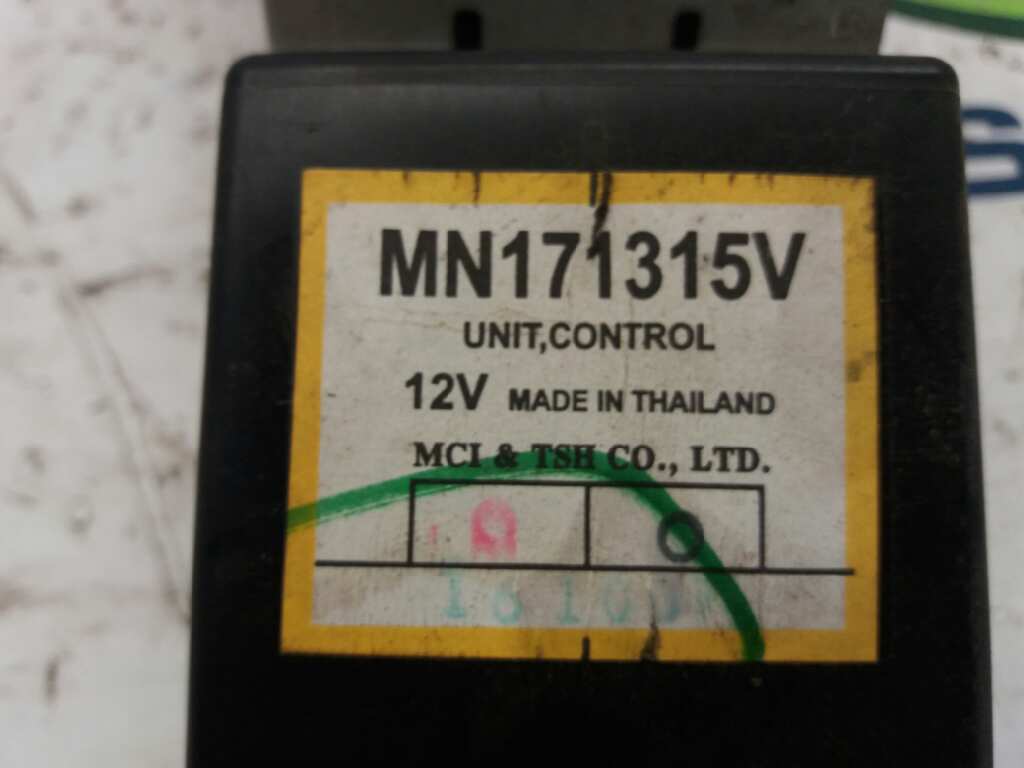 MN171315V
UNIT,CONTROL
12V MADE IN THAILAND
MCI & TSH CO., LTD.